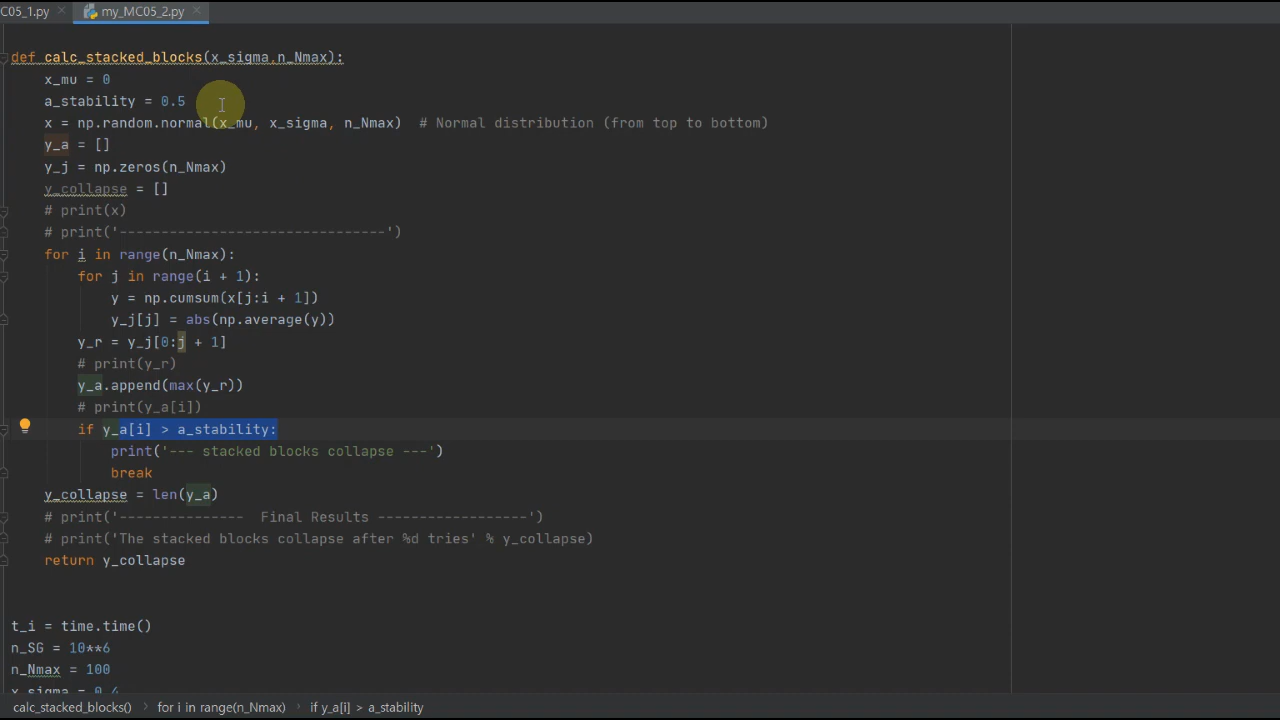 C05_1.py my_MC05_2.py
def calc_stacked_blocks(x_sigma,n_Nmax):
x_mu = 0
a_stability = 0.5
x = np.random.normal(x_mu, x_sigma, n_Nmax)  # Normal distribution (from top to bottom)
y_a = []
y_j = np.zeros(n_Nmax)
y_collapse = []
# print(x)
# print('--------------------------------')
for i in range(n_Nmax):
for j in range(i + 1):
y = np.cumsum(x[j:i + 1])
y_j[j] = abs(np.average(y))
y_r = y_j[0:j + 1]
# print(y_r)
y_a.append(max(y_r))
# print(y_a[i])
if y_a[i] > a_stability:
print('--- stacked blocks collapse ---')
break
y_collapse = len(y_a)
# print('---------------  Final Results ------------------')
# print('The stacked blocks collapse after %d tries' % y_collapse)
return y_collapse
t_i = time.time()
n_SG = 10**6
n_Nmax = 100
x_sigma = 0.4
calc_stacked_blocks() › for i in range(n_Nmax) › if y_a[i] > a_stability